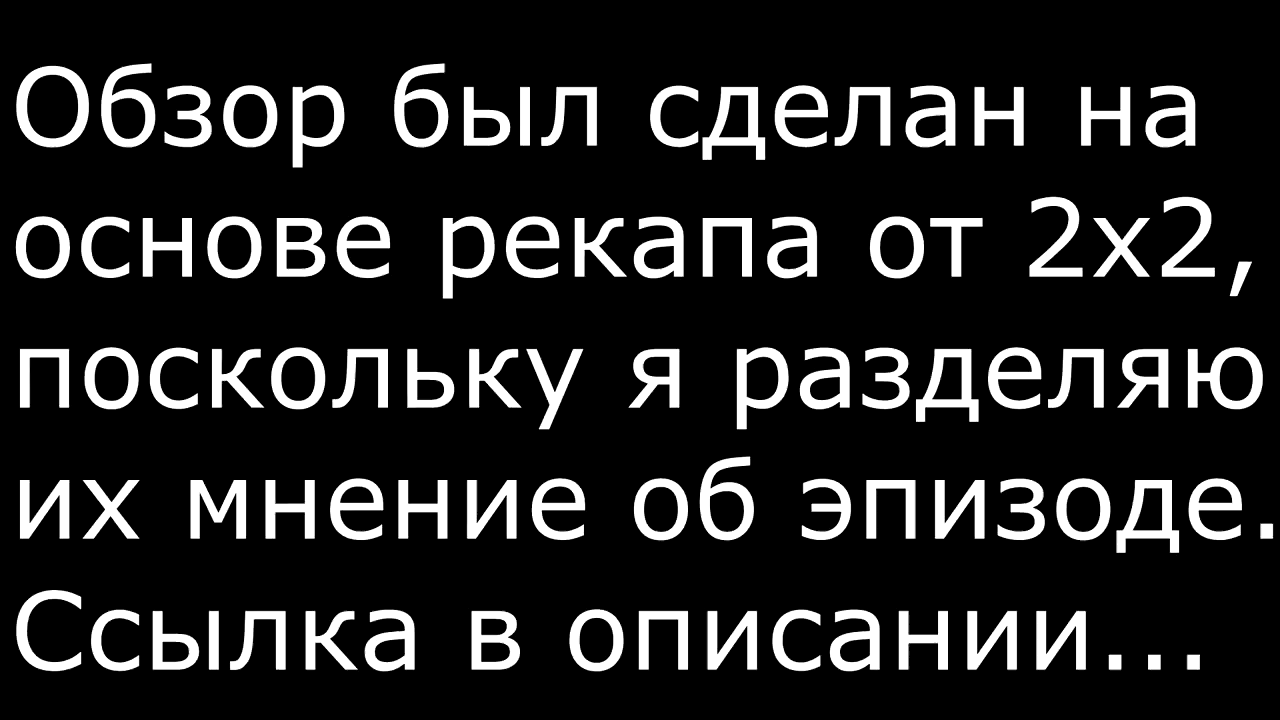 Обзор был сделан на
основе рекапа от 2x2,
поскольку я разделяю
их мнение об эпизоде.
Ссылка в описании...